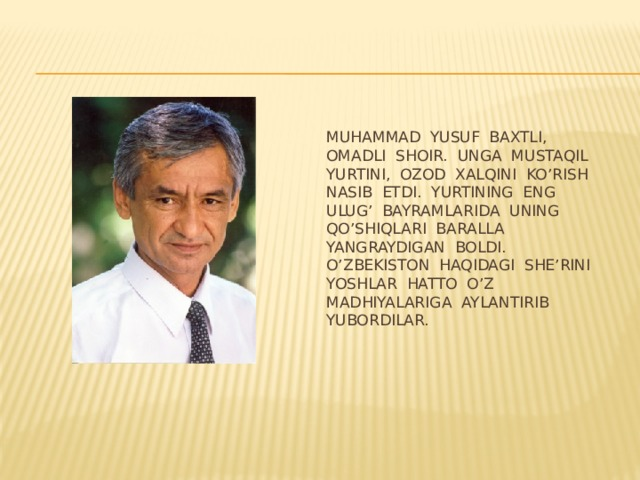 MUHAMMAD YUSUF BAXTLI,
OMADLI SHOIR. UNGA MUSTAQIL
YURTINI, OZOD XALQINI KO’RISH
NASIB ETDI. YURTINING ENG
ULUG’ BAYRAMLARIDA UNING
QO’SHIQLARI BARALLA
YANGRAYDIGAN BOLDI.
O’ZBEKISTON HAQIDAGI SHE’RINI
YOSHLAR HATTO O’Z
MADHIYALARIGA AYLANTIRIB
YUBORDILAR.